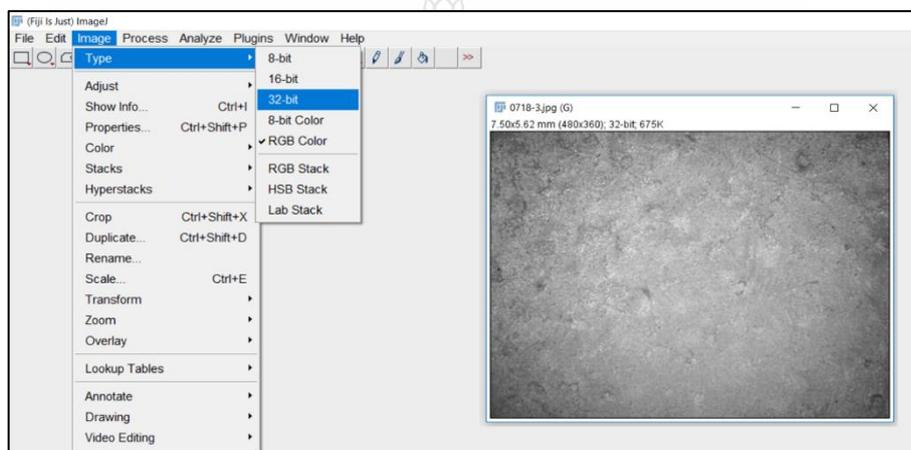 (Fiji Is Just) ImageJ
File Edit Image Process Analyze Plugins Window Help
>>
Type
Adjust
Show Info... Ctrl+I
Properties... Ctrl+Shift+P
Color
Stacks
Hyperstacks
Crop Ctrl+Shift+X
Duplicate... Ctrl+Shift+D
Rename...
Scale... Ctrl+E
Transform
Zoom
Overlay
Lookup Tables
Annotate
Drawing
Video Editing
8-bit
16-bit
32-bit
8-bit Color
RGB Color
RGB Stack
HSB Stack
Lab Stack
0718-3.jpg (G)
7.50x5.62 mm (480x360); 32-bit; 675K